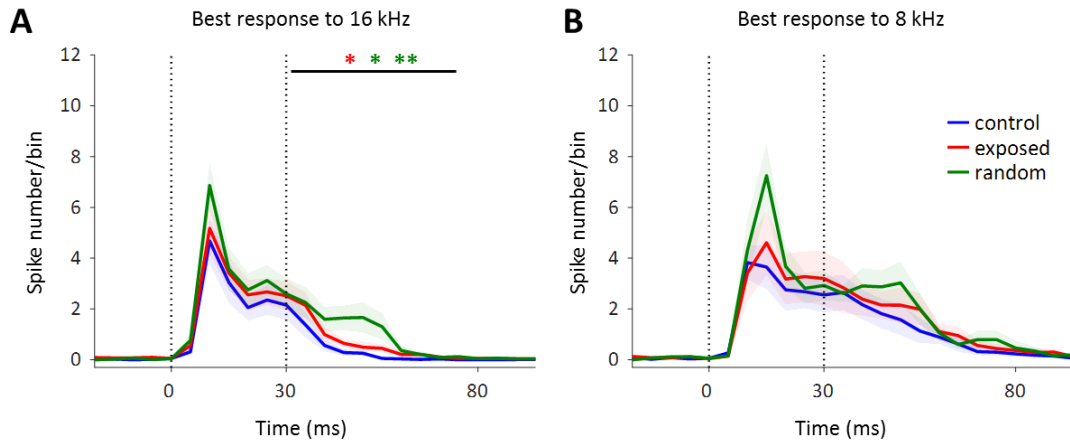 A
Best response to 16 kHz
* * **
12
10
8
6
4
2
0
Spike number/bin
0 30 80
Time (ms)
B
Best response to 8 kHz
12
10
8
6
4
2
0
Spike number/bin
control
exposed
random
0 30 80
Time (ms)